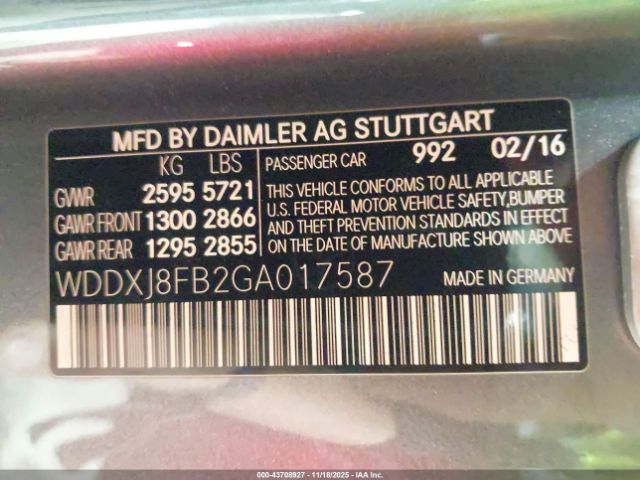 MFD BY DAIMLER AG STUTTGART
KG LBS
PASSENGER CAR 992 02/16
GVWR 2595 5721
GAWR FRONT 1300 2866
GAWR REAR 1295 2855
THIS VEHICLE CONFORMS TO ALL APPLICABLE
U.S. FEDERAL MOTOR VEHICLE SAFETY,BUMPER
AND THEFT PREVENTION STANDARDS IN EFFECT
ON THE DATE OF MANUFACTURE SHOWN ABOVE
WDDXJ8FB2GA017587
MADE IN GERMANY
000-43708927 - 11/18/2025 - IAAI.COM